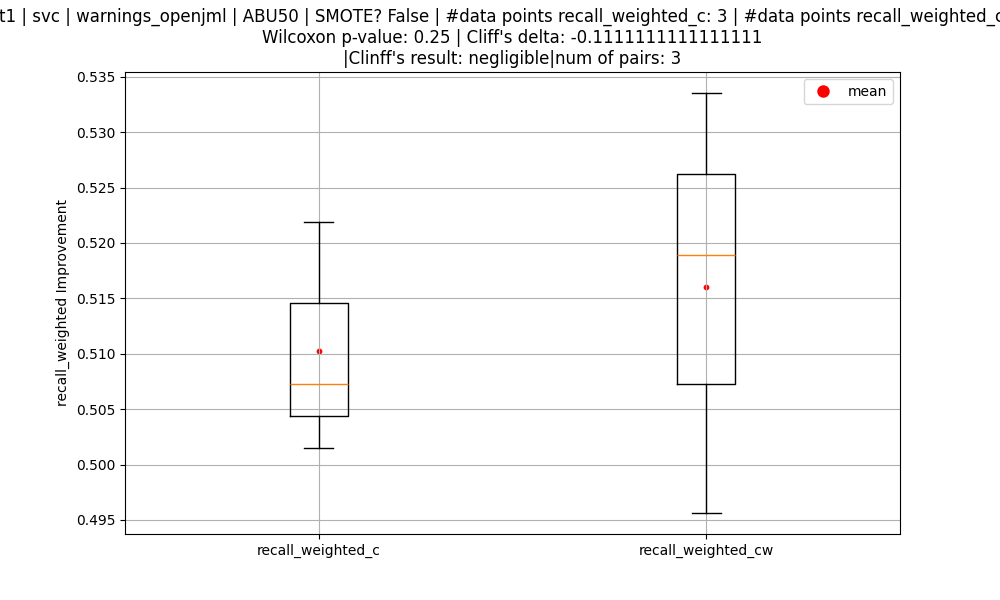 t1 | svc | warnings_openjml | ABU50 | SMOTE? False | #data points recall_weighted_c: 3 | #data points recall_weighted_c
Wilcoxon p-value: 0.25 | Cliff's delta: -0.1111111111111111
|Clinff's result: negligible|num of pairs: 3
mean
0.535
0.530
0.525
0.520
0.515
0.510
0.505
0.500
0.495
recall_weighted Improvement
recall_weighted_c
recall_weighted_cw